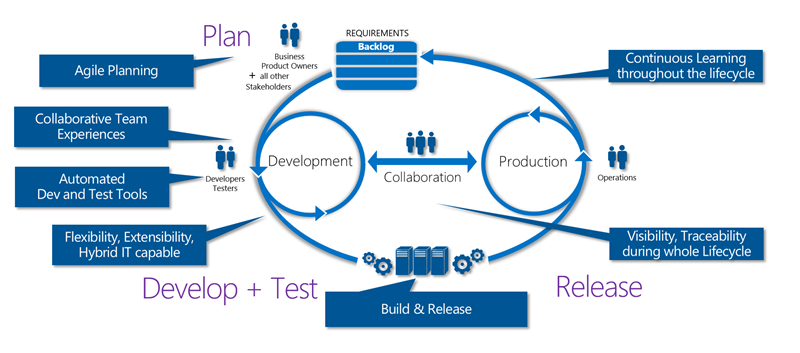 Plan
REQUIREMENTS
Backlog
Business
Product Owners
+ all other
Stakeholders
Agile Planning
Continuous Learning
throughout the lifecycle
Collaborative Team
Experiences
Development
Collaboration
Production
Developers
Testers
Operations
Automated
Dev and Test Tools
Flexibility, Extensibility,
Hybrid IT capable
Visibility, Traceability
during whole Lifecycle
Develop + Test
Release
Build & Release